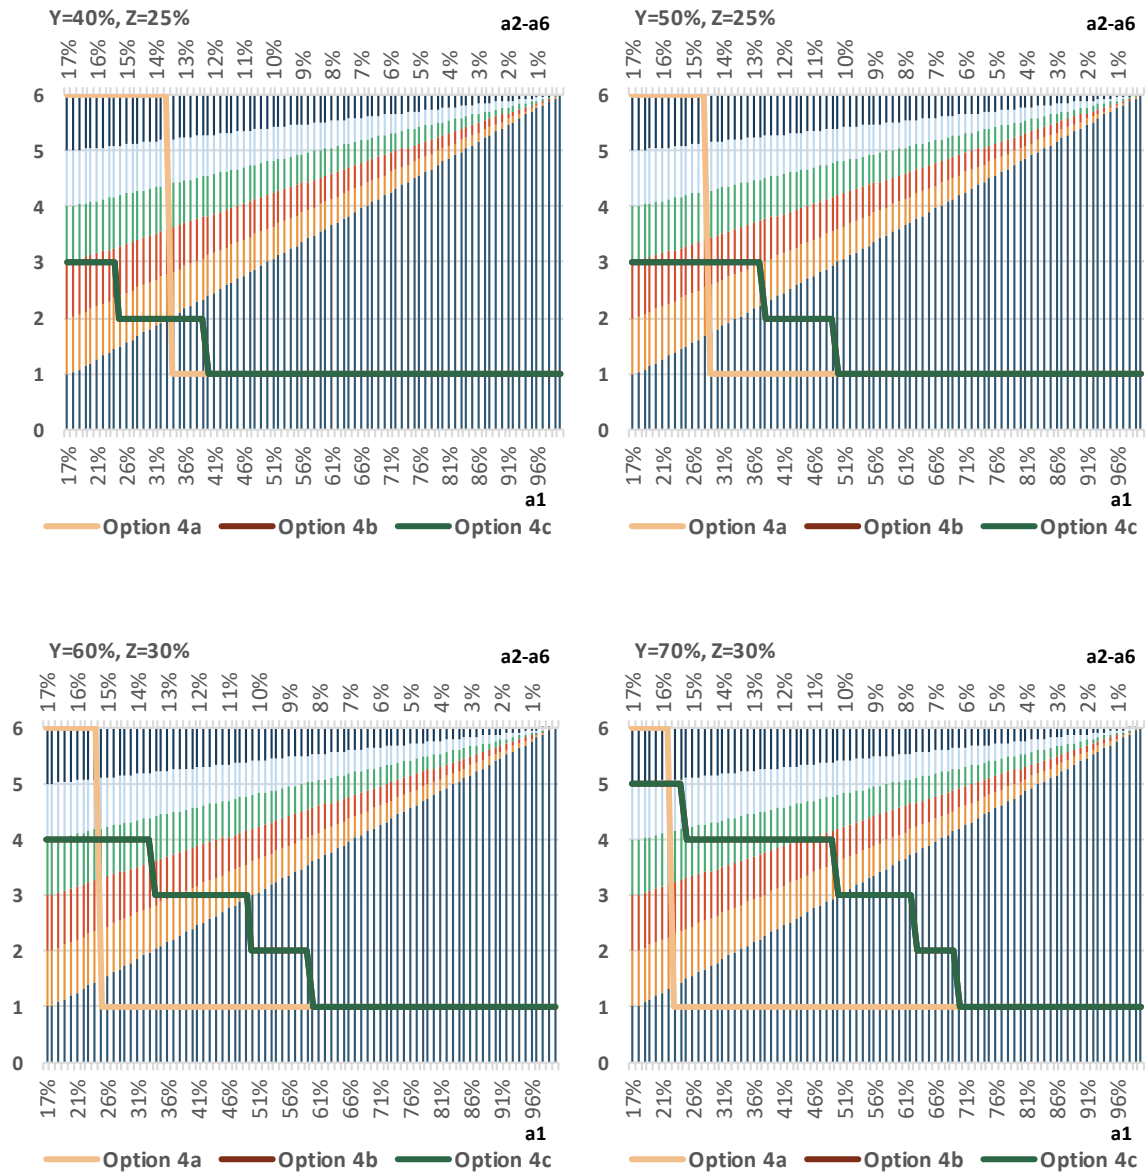 Y=40%, Z=25%
a2-a6
17% 16% 15% 14% 13% 12% 11% 10% 9% 8% 7% 6% 5% 4% 3% 2% 1%
6
5
4
3
2
1
0
17% 21% 26% 31% 36% 41% 46% 51% 56% 61% 66% 71% 76% 81% 86% 91% 96%
a1
Option 4a Option 4b Option 4c
Y=50%, Z=25%
a2-a6
17% 16% 15% 14% 13% 12% 11% 10% 9% 8% 7% 6% 5% 4% 3% 2% 1%
6
5
4
3
2
1
0
17% 21% 26% 31% 36% 41% 46% 51% 56% 61% 66% 71% 76% 81% 86% 91% 96%
a1
Option 4a Option 4b Option 4c
Y=60%, Z=30%
a2-a6
17% 16% 15% 14% 13% 12% 11% 10% 9% 8% 7% 6% 5% 4% 3% 2% 1%
6
5
4
3
2
1
0
17% 21% 26% 31% 36% 41% 46% 51% 56% 61% 66% 71% 76% 81% 86% 91% 96%
a1
Option 4a Option 4b Option 4c
Y=70%, Z=30%
a2-a6
17% 16% 15% 14% 13% 12% 11% 10% 9% 8% 7% 6% 5% 4% 3% 2% 1%
6
5
4
3
2
1
0
17% 21% 26% 31% 36% 41% 46% 51% 56% 61% 66% 71% 76% 81% 86% 91% 96%
a1
Option 4a Option 4b Option 4c